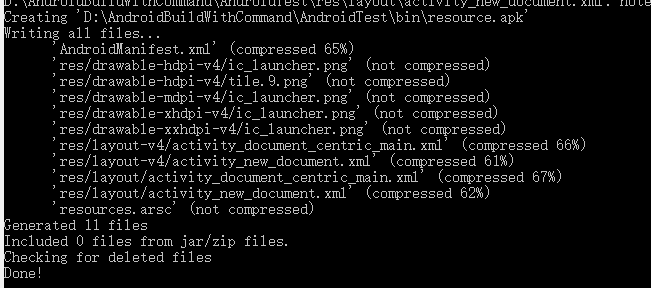 D:\AndroidBuildWithCommand\AndroidTest\res\layout\activity_new_document.xml: note
Creating 'D:\AndroidBuildWithCommand\AndroidTest\bin\resource.apk'
Writing all files...
'AndroidManifest.xml' (compressed 65%)
'res/drawable-hdpi-v4/ic_launcher.png' (not compressed)
'res/drawable-hdpi-v4/tile.9.png' (not compressed)
'res/drawable-mdpi-v4/ic_launcher.png' (not compressed)
'res/drawable-xhdpi-v4/ic_launcher.png' (not compressed)
'res/drawable-xxhdpi-v4/ic_launcher.png' (not compressed)
'res/layout-v4/activity_document_centric_main.xml' (compressed 66%)
'res/layout-v4/activity_new_document.xml' (compressed 61%)
'res/layout/activity_document_centric_main.xml' (compressed 67%)
'res/layout/activity_new_document.xml' (compressed 62%)
'resources.arsc' (not compressed)
Generated 11 files
Included 0 files from jar/zip files.
Checking for deleted files
Done!